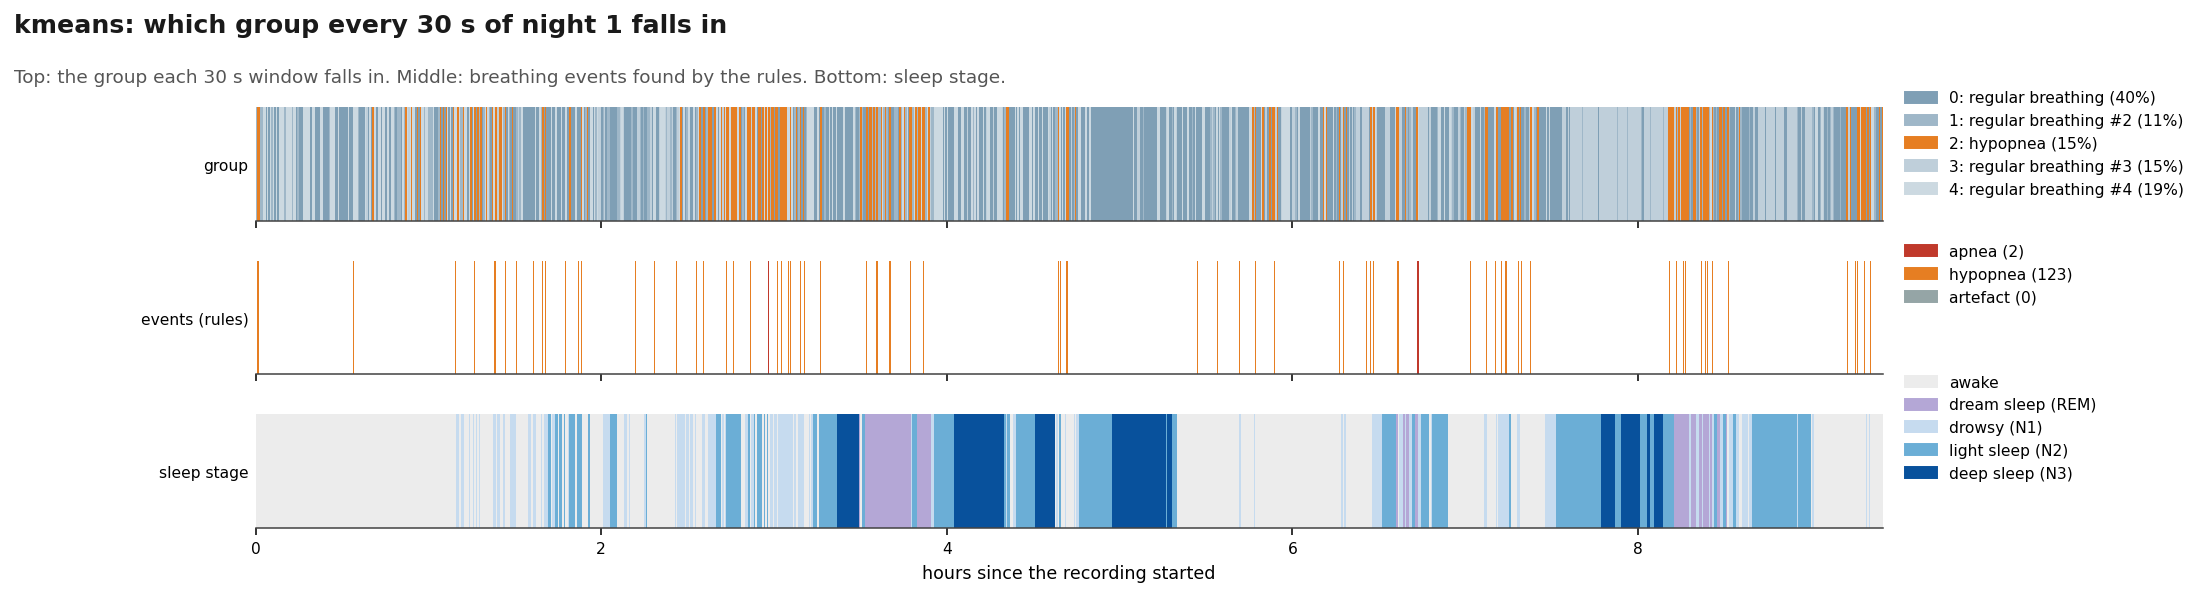 kmeans: which group every 30 s of night 1 falls in
Top: the group each 30 s window falls in. Middle: breathing events found by the rules. Bottom: sleep stage.
group
0: regular breathing (40%)
1: regular breathing #2 (11%)
2: hypopnea (15%)
3: regular breathing #3 (15%)
4: regular breathing #4 (19%)
events (rules)
apnea (2)
hypopnea (123)
artefact (0)
sleep stage
awake
dream sleep (REM)
drowsy (N1)
light sleep (N2)
deep sleep (N3)
0 2 4 6 8
hours since the recording started